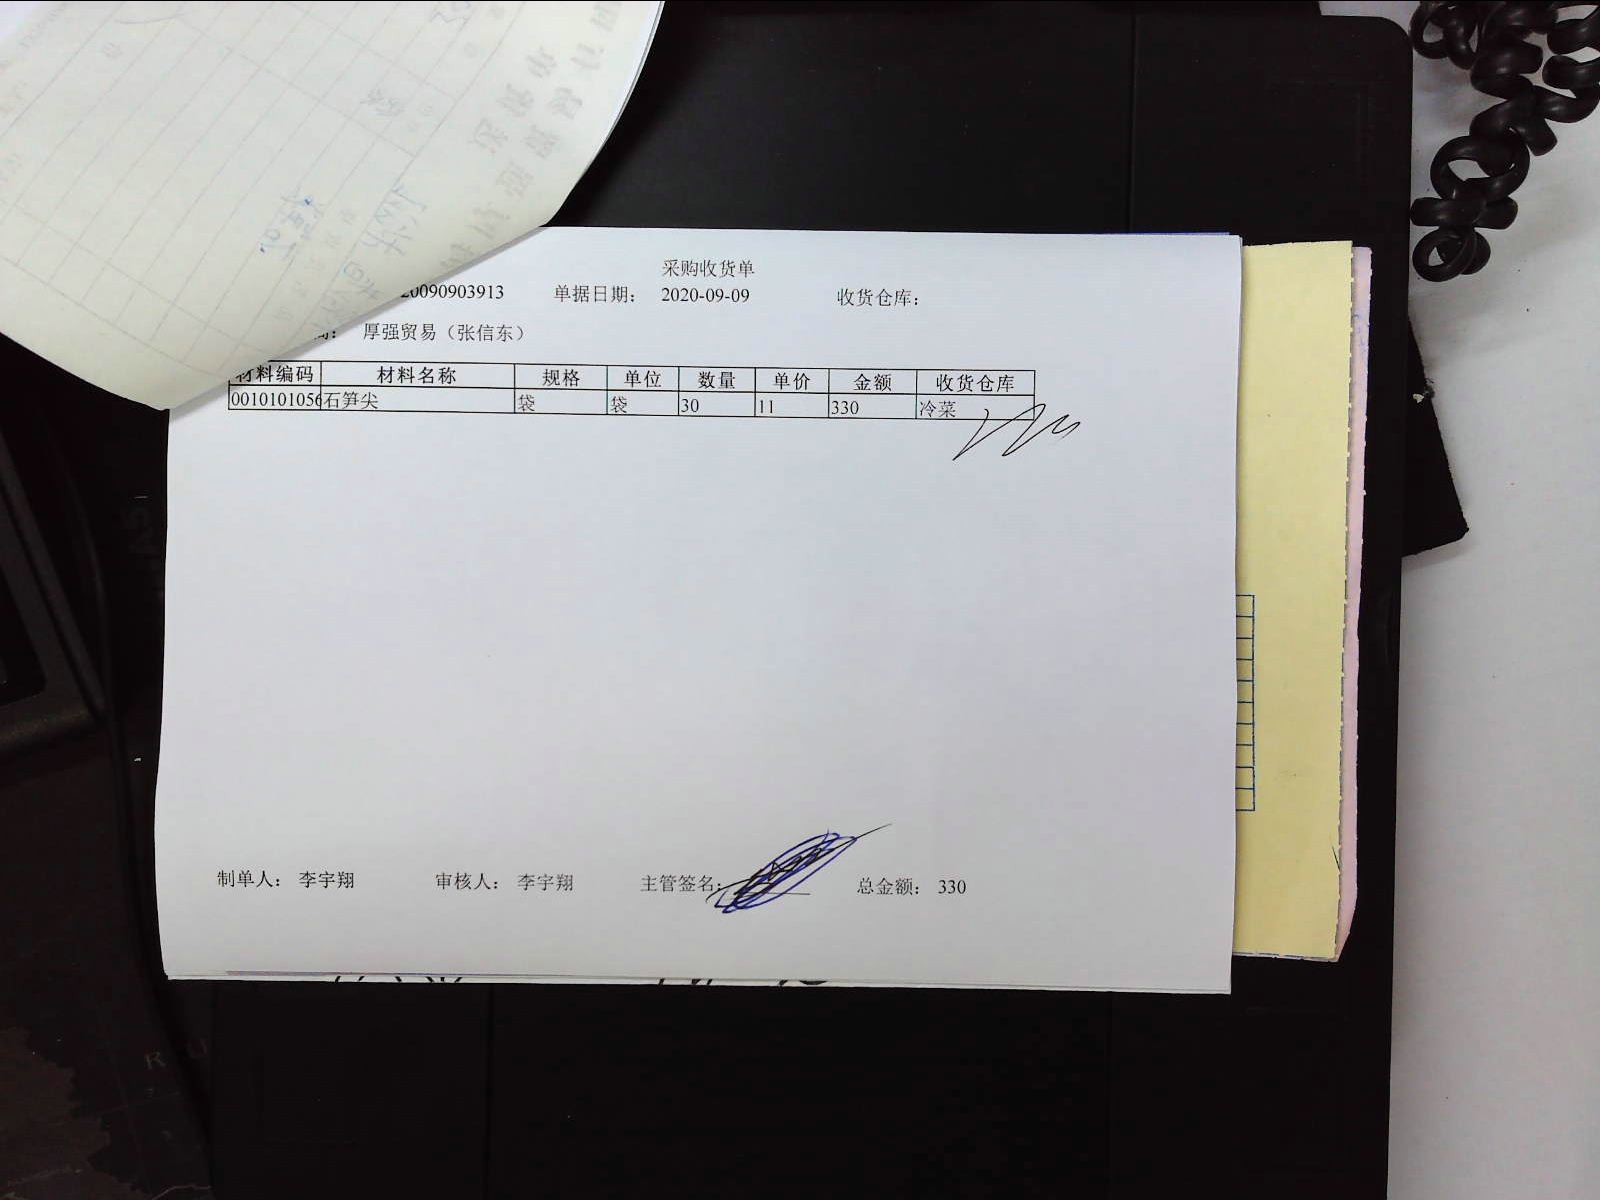 采购收货单
20090903913 单据日期： 2020-09-09 收货仓库：
商： 厚强贸易（张信东）
材料编码 材料名称 规格 单位 数量 单价 金额 收货仓库
0010101056 石笋尖 袋 袋 30 11 330 冷菜
制单人： 李宇翔 审核人： 李宇翔 主管签名： 总金额： 330